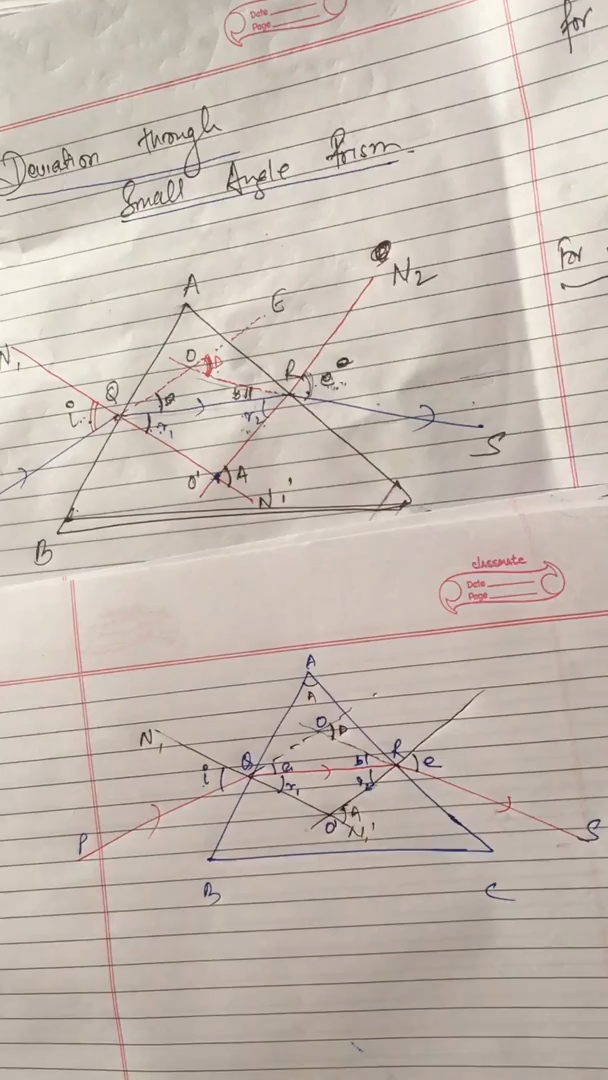 Date
Page
for
Deviation through
Small Angle Prism
For
A
E
N2
N1
O
D
Q
R
e
i
r1
r2
O'
A
N1'
S
B
classmate
Date
Page
A
A
N1
O
D
Q
R
i
r1
e
P
O'
A
N1'
S
B
C